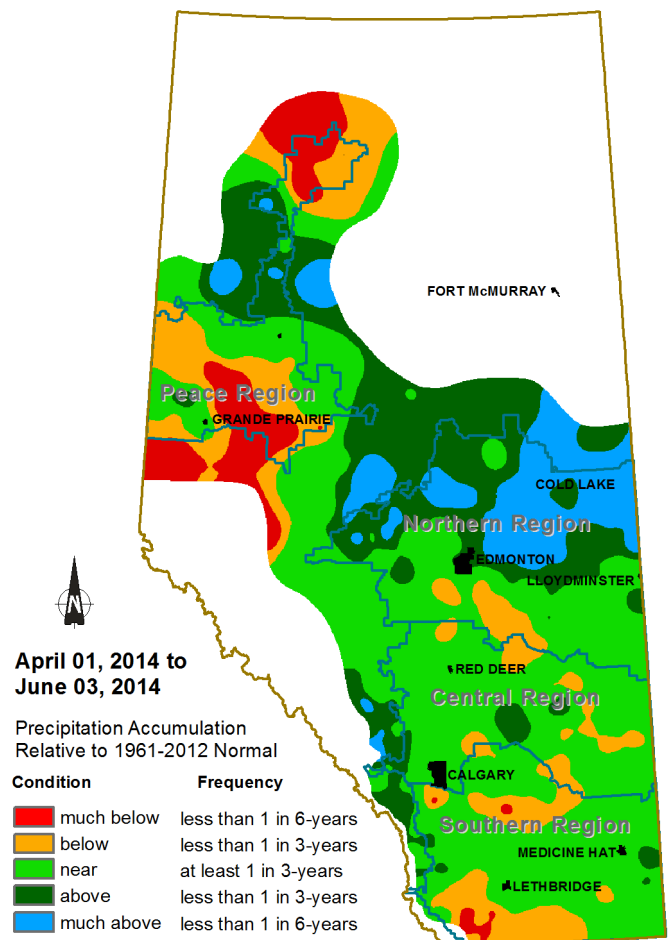 FORT McMURRAY
Peace Region
GRANDE PRAIRIE
COLD LAKE
Northern Region
EDMONTON
LLOYDMINSTER
N
April 01, 2014 to
June 03, 2014
RED DEER
Central Region
Precipitation Accumulation
Relative to 1961-2012 Normal
CALGARY
Condition Frequency
much below less than 1 in 6-years
Southern Region
below less than 1 in 3-years
MEDICINE HAT
near at least 1 in 3-years
LETHBRIDGE
above less than 1 in 3-years
much above less than 1 in 6-years